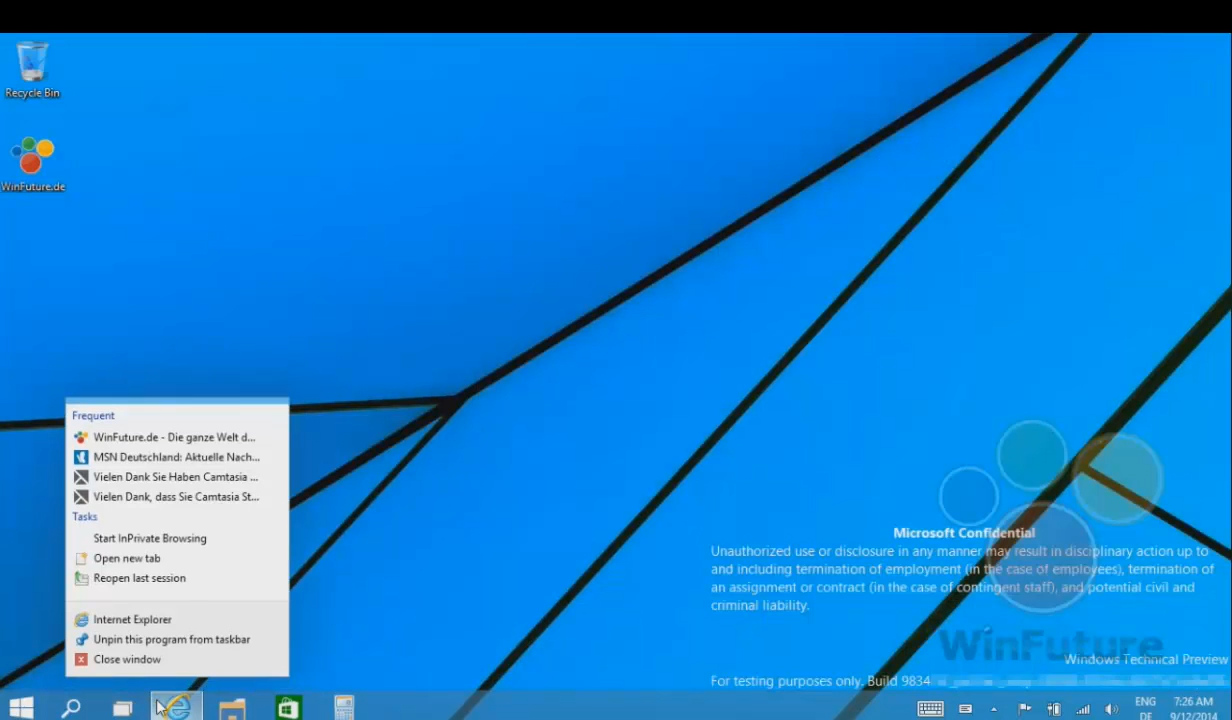 Recycle Bin
WinFuture.de
Frequent
WinFuture.de - Die ganze Welt d...
MSN Deutschland: Aktuelle Nach...
Vielen Dank Sie Haben Camtasia ...
Vielen Dank, dass Sie Camtasia St...
Tasks
Start InPrivate Browsing
Open new tab
Reopen last session
Internet Explorer
Unpin this program from taskbar
Close window
Microsoft Confidential
Unauthorized use or disclosure in any manner may result in disciplinary action up to
and including termination of employment (in the case of employees), termination of
an assignment or contract (in the case of contingent staff), and potential civil and
criminal liability.
WinFuture
Windows Technical Preview
For testing purposes only. Build 9834
ENG
DE
7:26 AM
9/12/2014